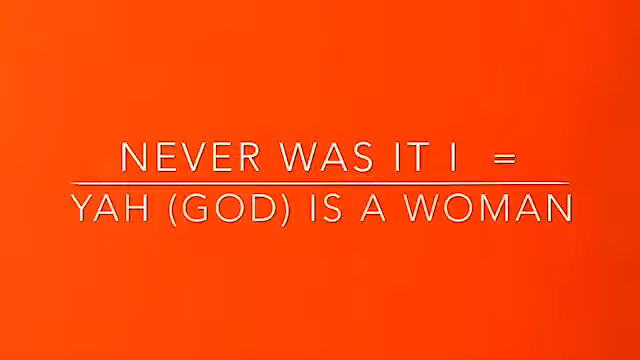 NEVER WAS IT I =
YAH (GOD) IS A WOMAN